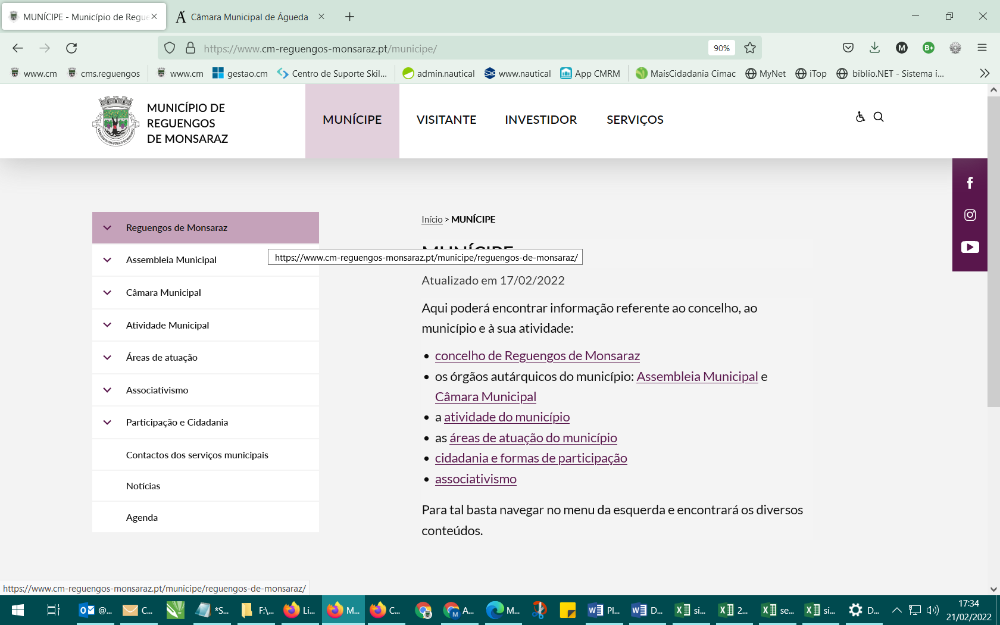 MUNÍCIPE - Município de Regue
Câmara Municipal de Águeda
https://www.cm-reguengos-monsaraz.pt/municipe/
90%
www.cm
cms.reguengos
www.cm
gestao.cm
Centro de Suporte Skil...
admin.nautical
www.nautical
App CMRM
MaisCidadania Cimac
MyNet
iTop
biblio.NET - Sistema i...
MUNICÍPIO DE
REGUENGOS
DE MONSARAZ
MUNÍCIPE
VISITANTE
INVESTIDOR
SERVIÇOS
Reguengos de Monsaraz
Assembleia Municipal
Câmara Municipal
Atividade Municipal
Áreas de atuação
Associativismo
Participação e Cidadania
Contactos dos serviços municipais
Notícias
Agenda
Início > MUNÍCIPE
MUNÍCIPE
https://www.cm-reguengos-monsaraz.pt/municipe/reguengos-de-monsaraz/
Atualizado em 17/02/2022
Aqui poderá encontrar informação referente ao concelho, ao
município e à sua atividade:
• concelho de Reguengos de Monsaraz
• os órgãos autárquicos do município: Assembleia Municipal e
Câmara Municipal
• a atividade do município
• as áreas de atuação do município
• cidadania e formas de participação
• associativismo
Para tal basta navegar no menu da esquerda e encontrará os diversos
conteúdos.
https://www.cm-reguengos-monsaraz.pt/municipe/reguengos-de-monsaraz/
@...
C...
*S...
F:\...
Li...
M...
C...
A...
M...
Pl...
D...
si...
2...
se...
si...
D...
17:34
21/02/2022